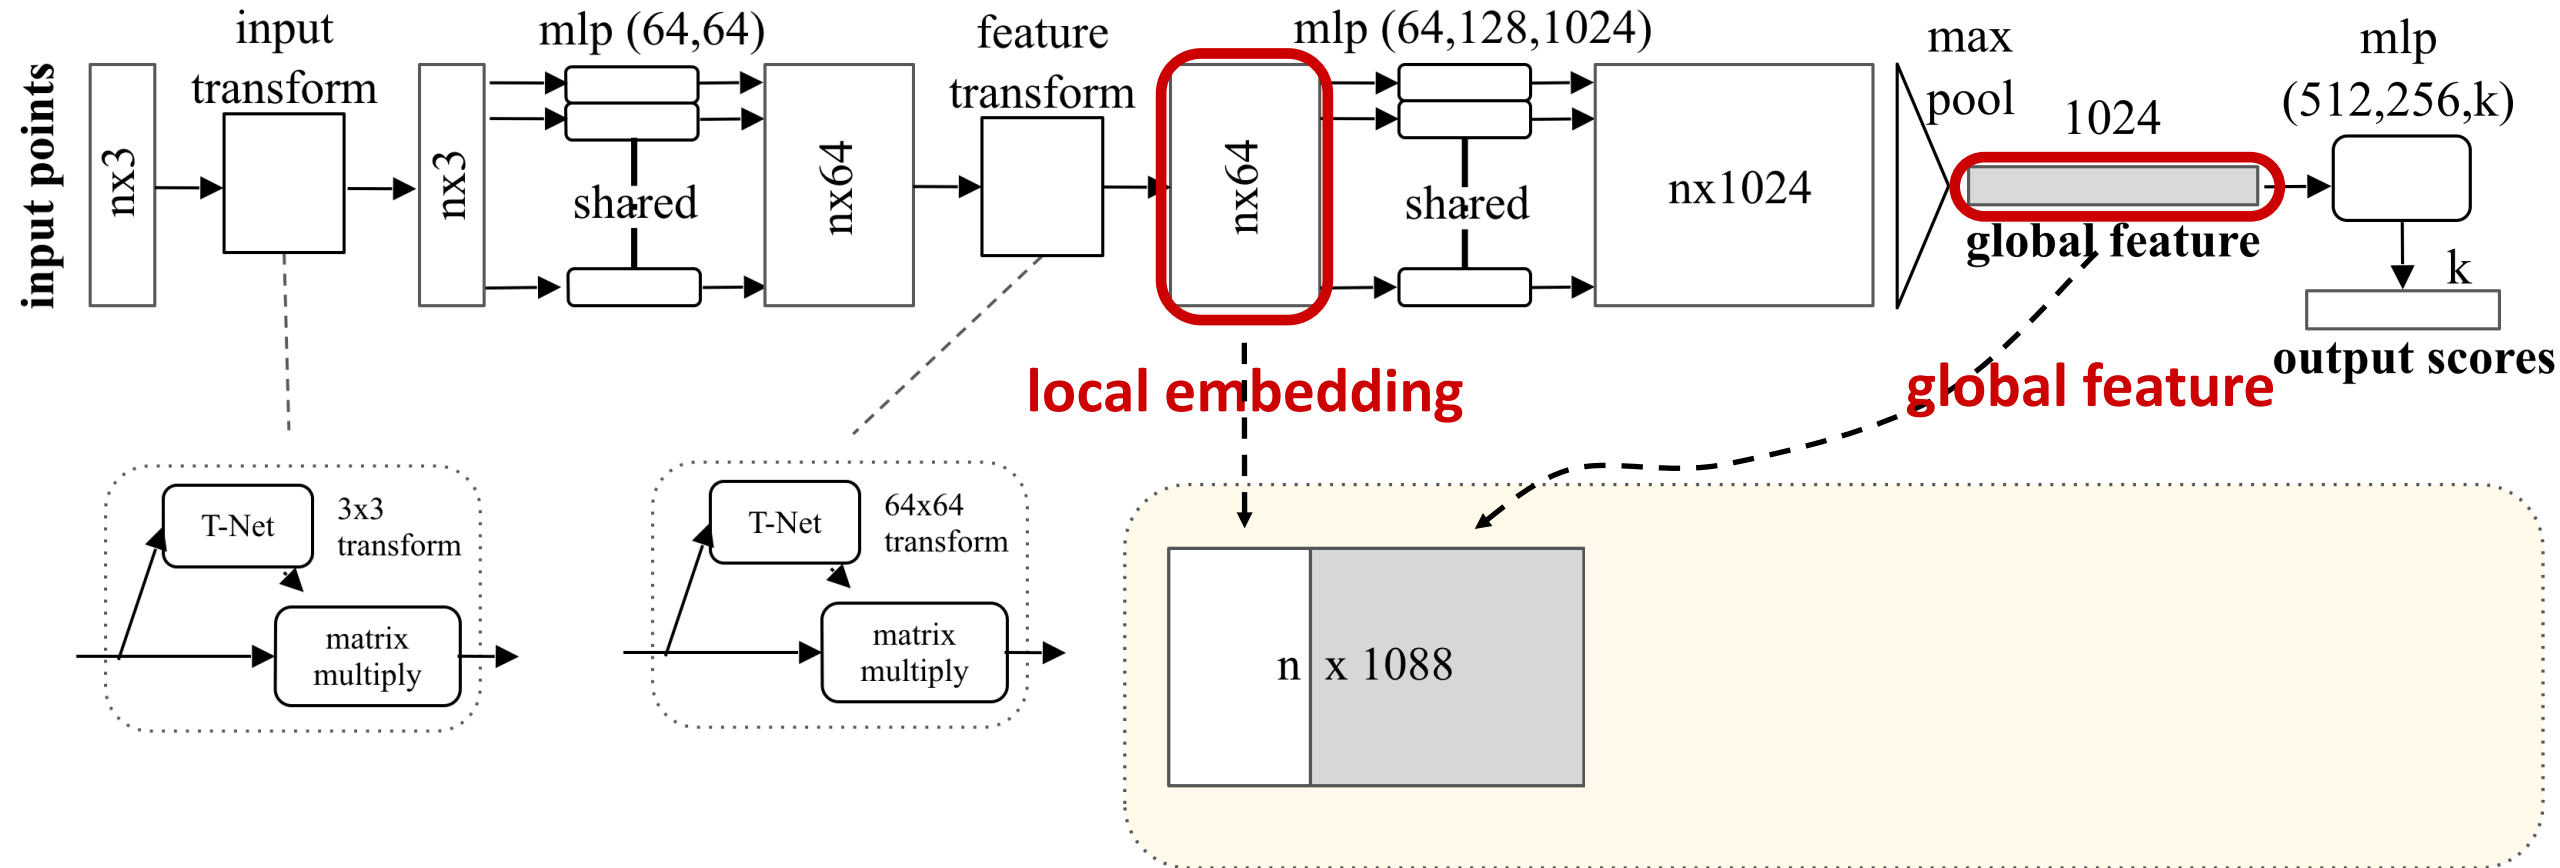 input points
nx3
input
transform
nx3
mlp (64,64)
shared
nx64
feature
transform
nx64
mlp (64,128,1024)
shared
nx1024
max
pool
1024
global feature
mlp
(512,256,k)
k
output scores
local embedding
global feature
T-Net
3x3
transform
matrix
multiply
T-Net
64x64
transform
matrix
multiply
n x 1088